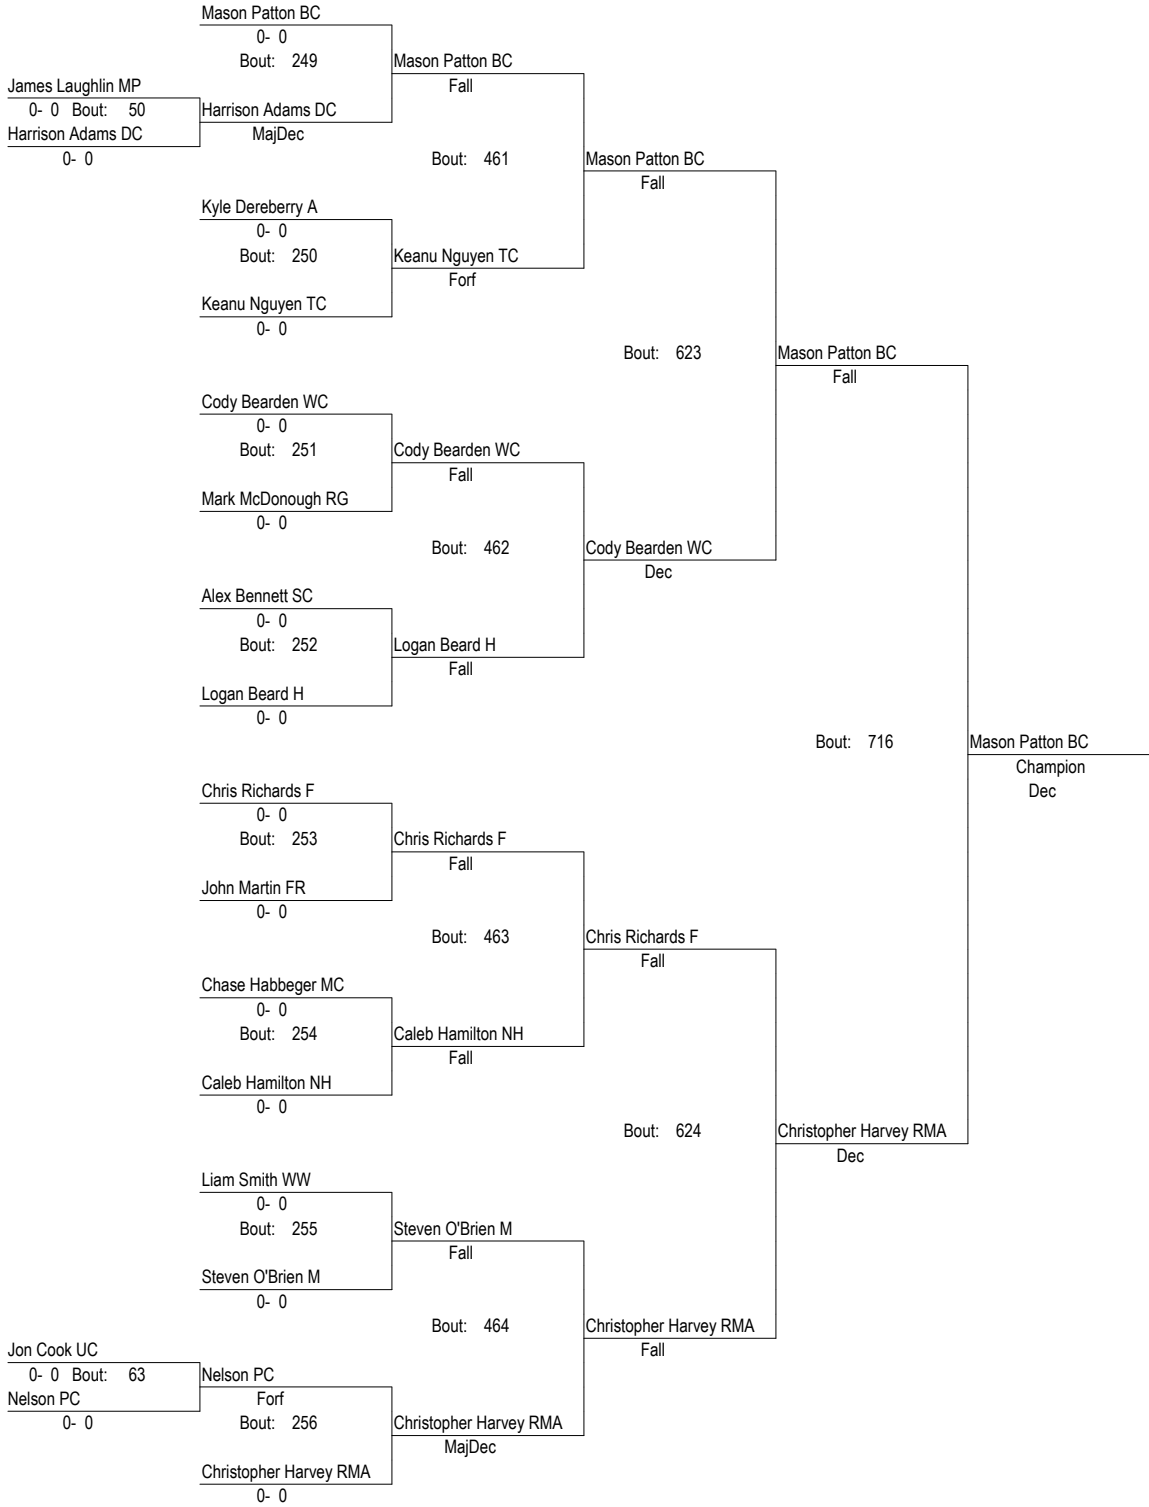 Mason Patton BC
0- 0
Bout: 249
Mason Patton BC
Fall
James Laughlin MP
0- 0 Bout: 50
Harrison Adams DC
MajDec
Harrison Adams DC
0- 0
Bout: 461
Mason Patton BC
Fall
Kyle Dereberry A
0- 0
Bout: 250
Keanu Nguyen TC
Forf
Keanu Nguyen TC
0- 0
Bout: 623
Mason Patton BC
Fall
Cody Bearden WC
0- 0
Bout: 251
Cody Bearden WC
Fall
Mark McDonough RG
0- 0
Bout: 462
Cody Bearden WC
Dec
Alex Bennett SC
0- 0
Bout: 252
Logan Beard H
Fall
Logan Beard H
0- 0
Bout: 716
Mason Patton BC
Champion
Dec
Chris Richards F
0- 0
Bout: 253
Chris Richards F
Fall
John Martin FR
0- 0
Bout: 463
Chris Richards F
Fall
Chase Habbeger MC
0- 0
Bout: 254
Caleb Hamilton NH
Fall
Caleb Hamilton NH
0- 0
Bout: 624
Christopher Harvey RMA
Dec
Liam Smith WW
0- 0
Bout: 255
Steven O'Brien M
Fall
Steven O'Brien M
0- 0
Bout: 464
Christopher Harvey RMA
Fall
Jon Cook UC
0- 0 Bout: 63
Nelson PC
Forf
Nelson PC
0- 0
Bout: 256
Christopher Harvey RMA
MajDec
Christopher Harvey RMA
0- 0